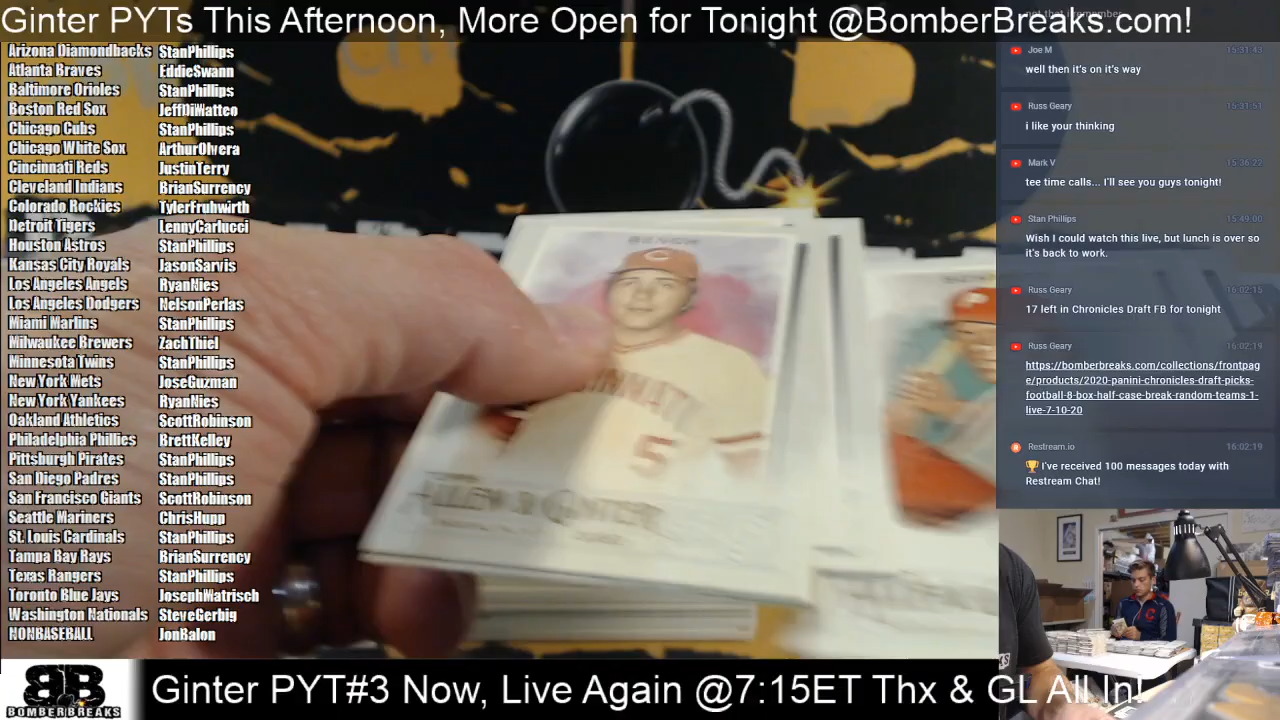 Ginter PYTs This Afternoon, More Open for Tonight @BomberBreaks.com!
Arizona Diamondbacks StanPhillips
Atlanta Braves EddieSwann
Baltimore Orioles StanPhillips
Boston Red Sox JeffDiMatteo
Chicago Cubs StanPhillips
Chicago White Sox ArthurOlvera
Cincinnati Reds JustinTerry
Cleveland Indians BrianSurrency
Colorado Rockies TylerFruhwirth
Detroit Tigers LennyCarlucci
Houston Astros StanPhillips
Kansas City Royals JasonSarvis
Los Angeles Angels RyanNies
Los Angeles Dodgers NelsonPerlas
Miami Marlins StanPhillips
Milwaukee Brewers ZachThiel
Minnesota Twins StanPhillips
New York Mets JoseGuzman
New York Yankees RyanNies
Oakland Athletics ScottRobinson
Philadelphia Phillies BrettKelley
Pittsburgh Pirates StanPhillips
San Diego Padres StanPhillips
San Francisco Giants ScottRobinson
Seattle Mariners ChrisHupp
St. Louis Cardinals StanPhillips
Tampa Bay Rays BrianSurrency
Texas Rangers StanPhillips
Toronto Blue Jays JosephWatrisch
Washington Nationals SteveGerhig
NONBASEBALL JonBalon
5
ALLEN & GINTER
not that i remember
Joe M 15:31:43
well then it's on it's way
Russ Geary 15:31:51
i like your thinking
Mark V 15:36:22
tee time calls... I'll see you guys tonight!
Stan Phillips 15:49:00
Wish I could watch this live, but lunch is over so
it's back to work.
Russ Geary 16:02:15
17 left in Chronicles Draft FB for tonight
Russ Geary 16:02:19
https://bomberbreaks.com/collections/frontpag
e/products/2020-panini-chronicles-draft-picks-
football-8-box-half-case-break-random-teams-1-
live-7-10-20
Restream.io 16:02:19
🏆 I've received 100 messages today with
Restream Chat!
BB
BOMBERBREAKS
Ginter PYT#3 Now, Live Again @7:15ET Thx & GL All In!